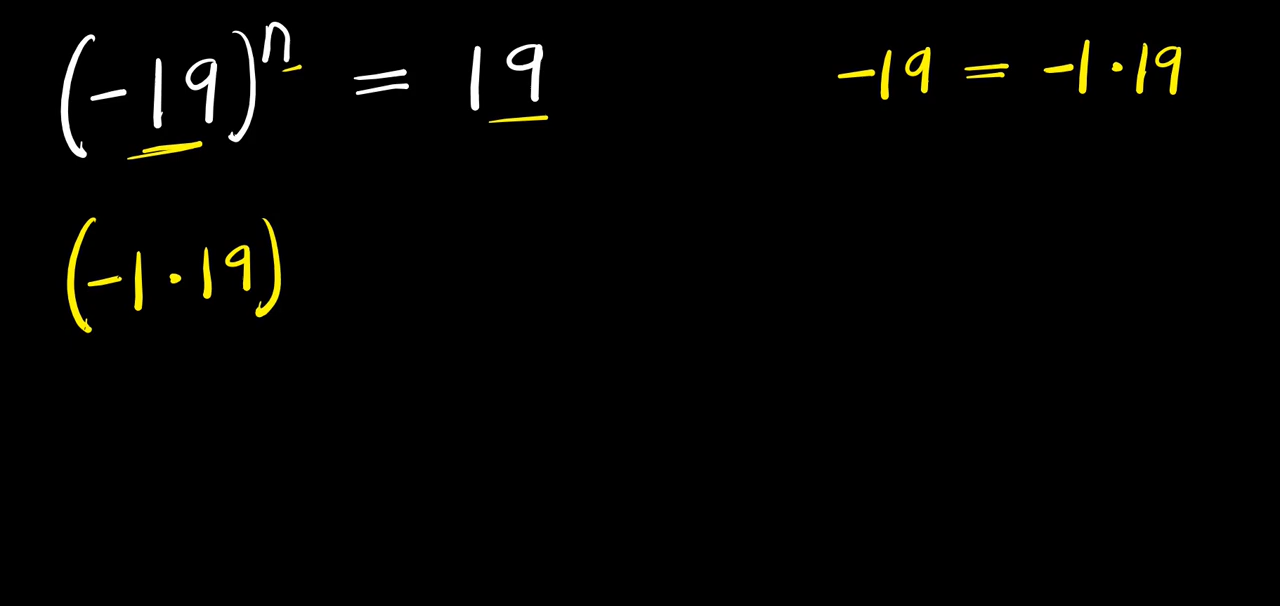 (-19)ⁿ = 19
-19 = -1·19
(-1·19)